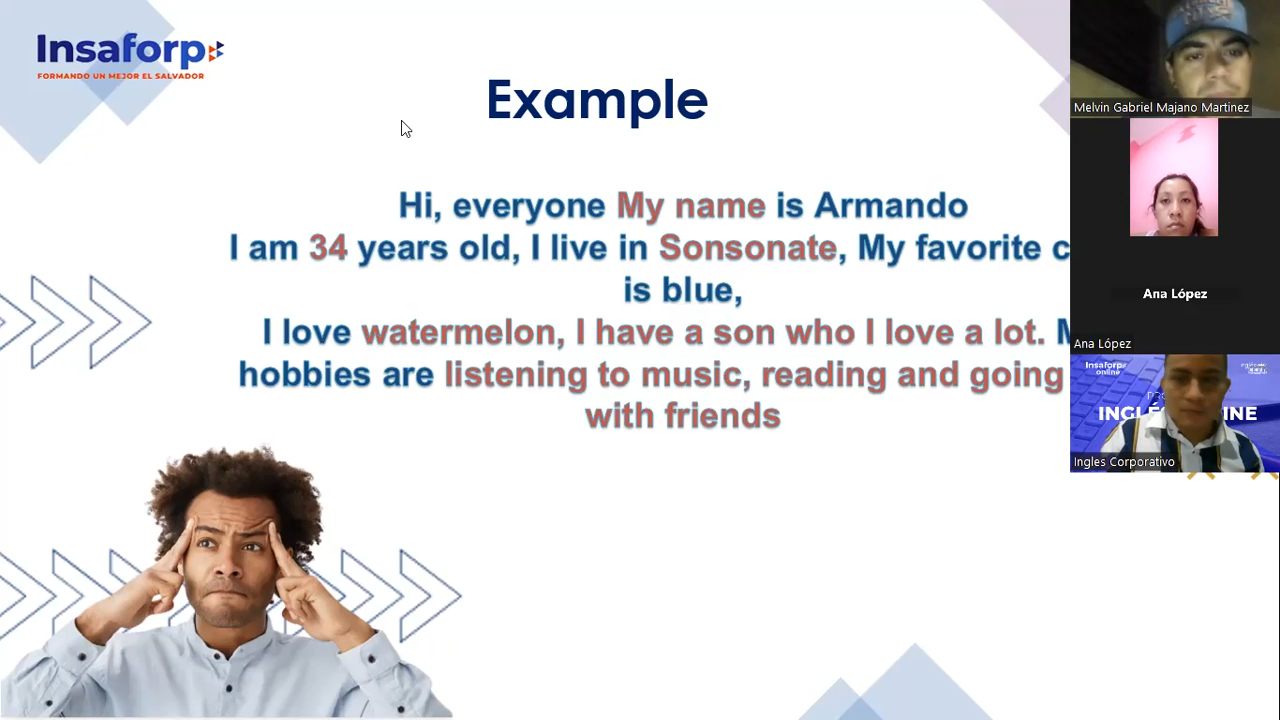 Insaforp
FORMANDO UN MEJOR EL SALVADOR
Example
Hi, everyone My name is Armando
I am 34 years old, I live in Sonsonate, My favorite
is blue,
I love watermelon, I have a son who I love a lot.
hobbies are listening to music, reading and going
with friends
Melvin Gabriel Majano Martinez
Ana López
Ana López
Insaforp
online
Ingles Corporativo